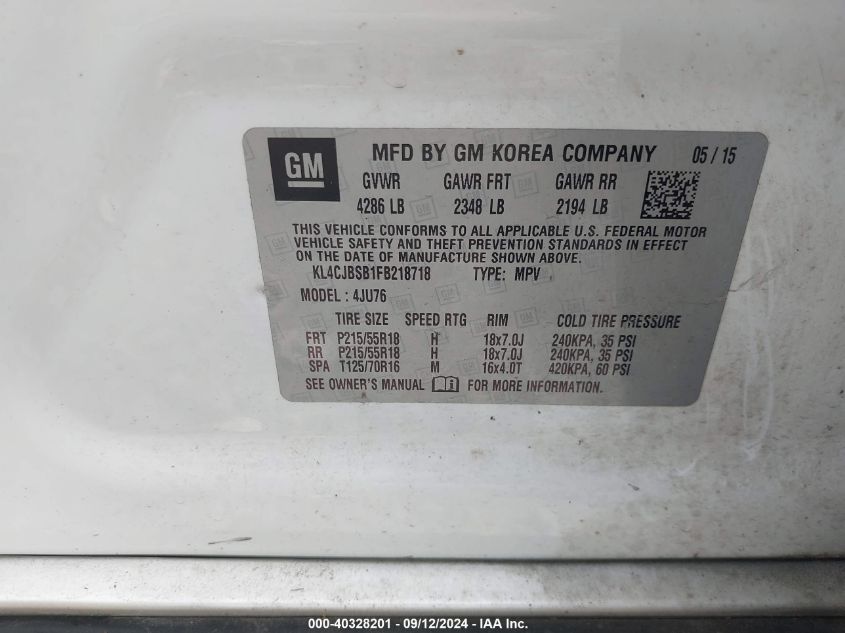 GM MFD BY GM KOREA COMPANY 05 / 15
GVWR GAWR FRT GAWR RR
4286 LB 2348 LB 2194 LB
THIS VEHICLE CONFORMS TO ALL APPLICABLE U.S. FEDERAL MOTOR
VEHICLE SAFETY AND THEFT PREVENTION STANDARDS IN EFFECT
ON THE DATE OF MANUFACTURE SHOWN ABOVE.
KL4CJBSB1FB218718 TYPE: MPV
MODEL : 4JU76
TIRE SIZE SPEED RTG RIM COLD TIRE PRESSURE
FRT P215/55R18 H 18x7.0J 240KPA, 35 PSI
RR P215/55R18 H 18x7.0J 240KPA, 35 PSI
SPA T125/70R16 M 16x4.0T 420KPA, 60 PSI
SEE OWNER'S MANUAL FOR MORE INFORMATION.
000-40328201 - 09/12/2024 - IAA Inc.